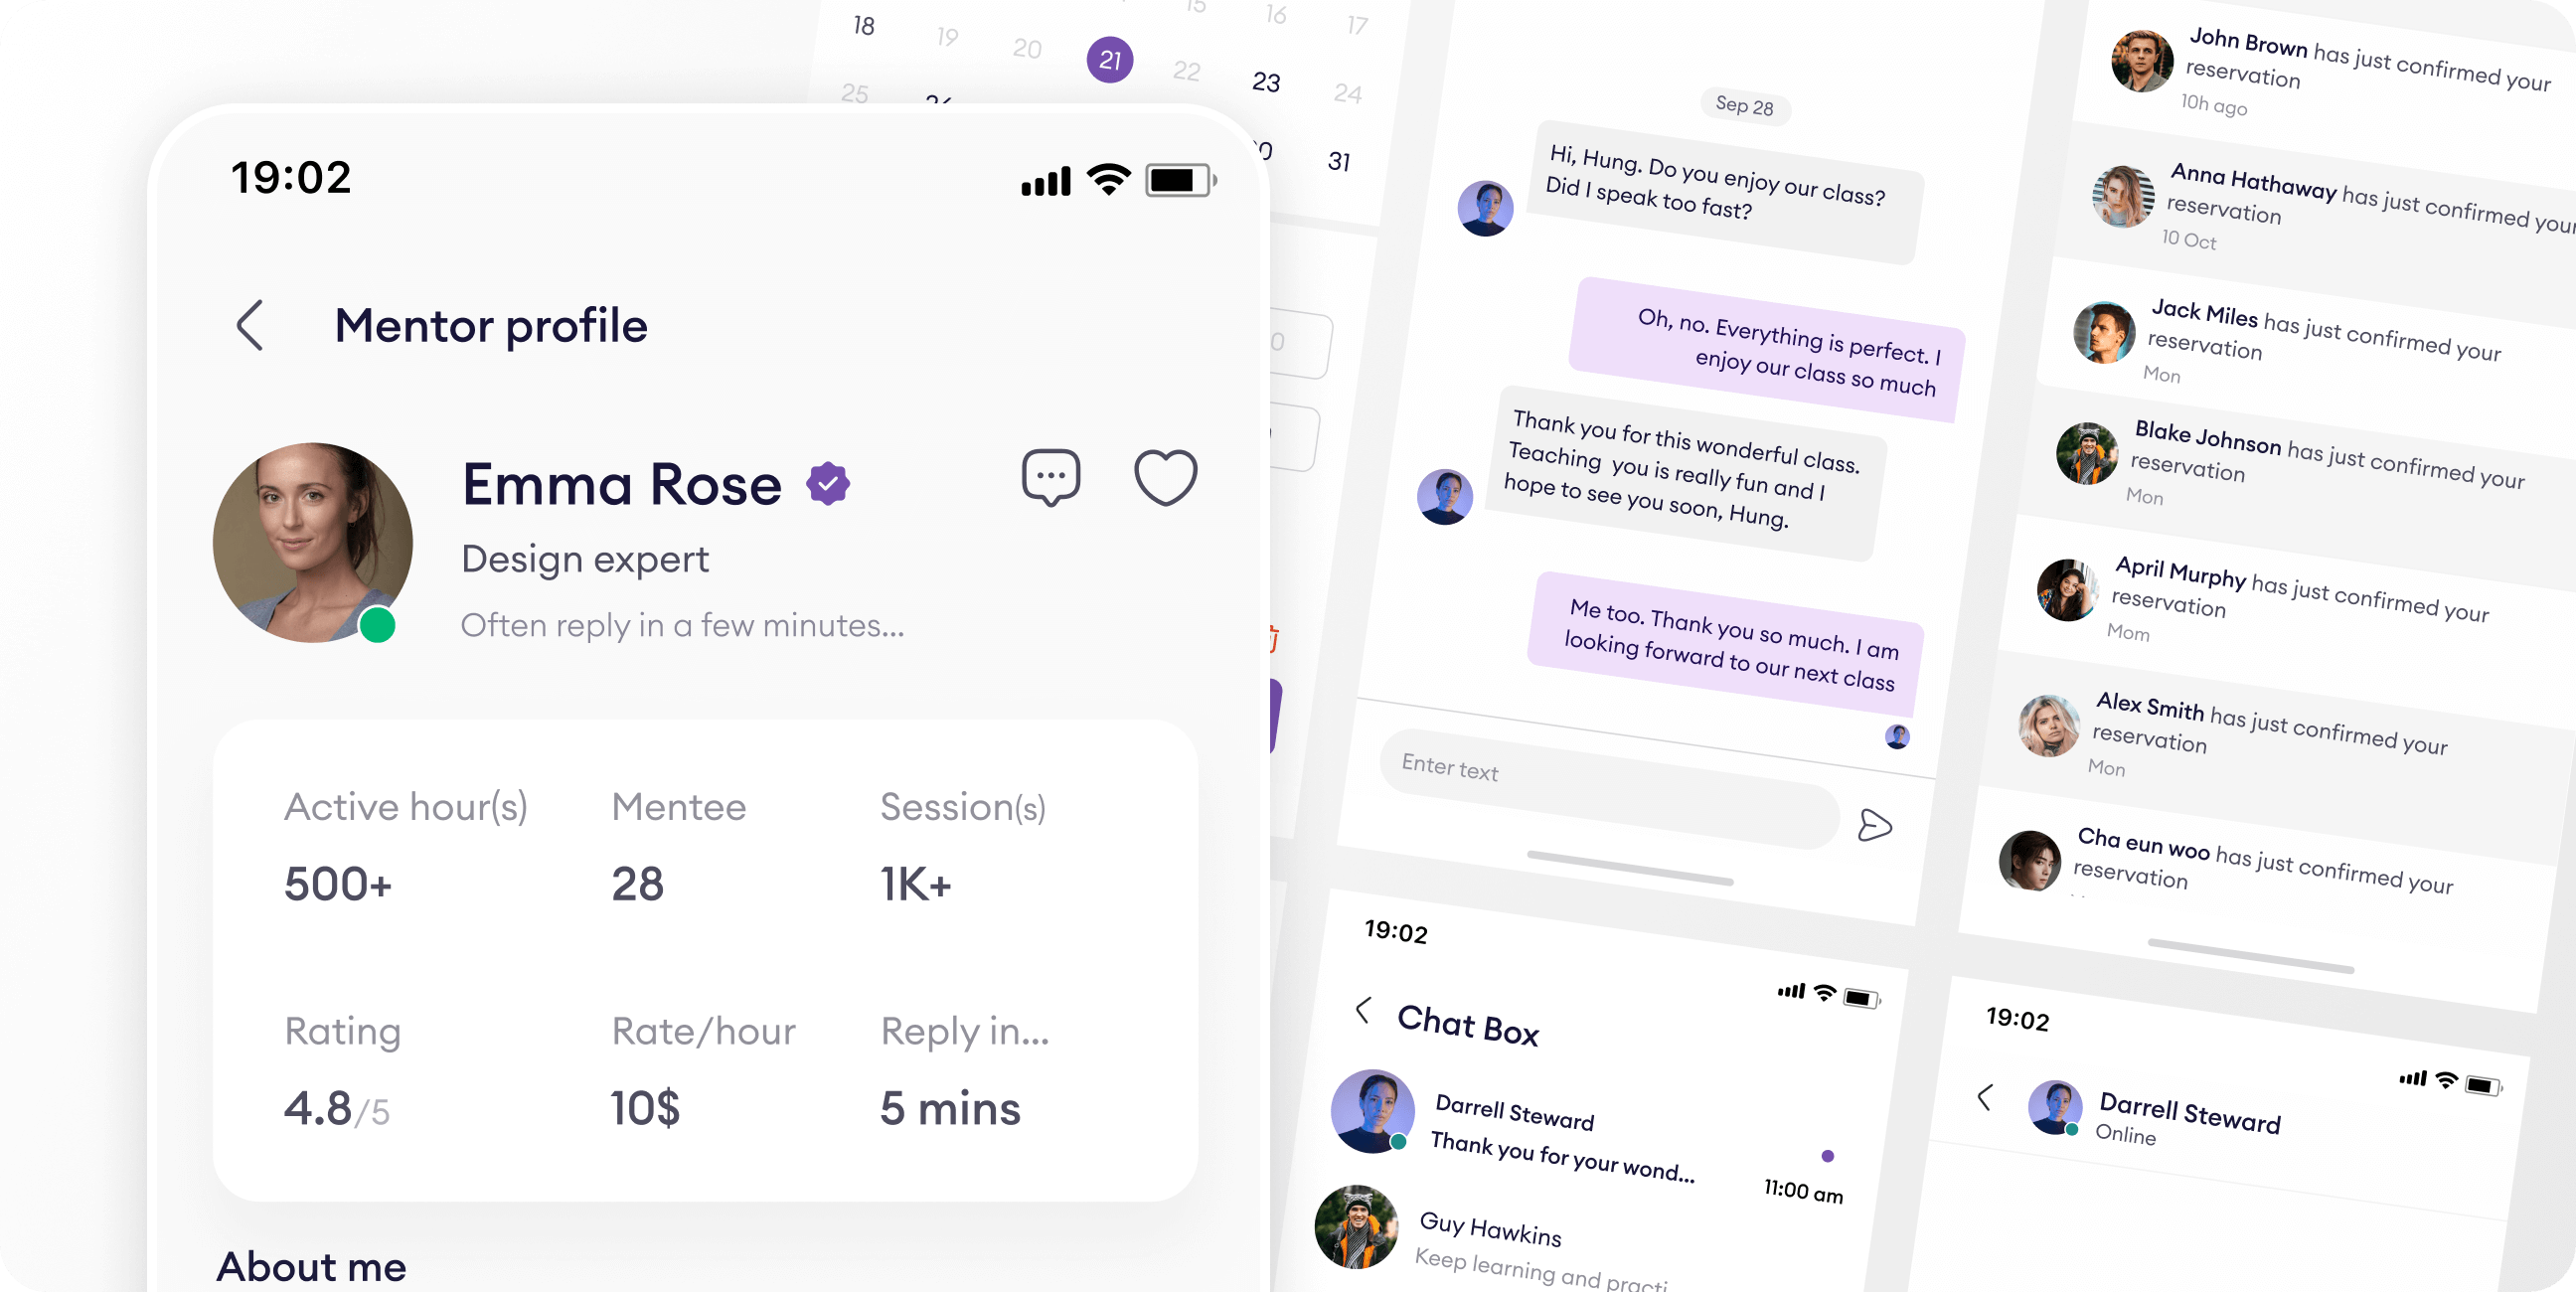 19:02
Mentor profile
Emma Rose
Design expert
Often reply in a few minutes...
Active hour(s)
Mentee
Session(s)
500+
28
1K+
Rating
Rate/hour
Reply in...
4.8/5
10$
5 mins
About me
15 16 17
18 19 20 21 22 23 24
25
31
Sep 28
Hi, Hung. Do you enjoy our class?
Did I speak too fast?
Oh, no. Everything is perfect. I
enjoy our class so much
Thank you for this wonderful class.
Teaching you is really fun and I
hope to see you soon, Hung.
Me too. Thank you so much. I am
looking forward to our next class
Enter text
John Brown has just confirmed your
reservation
10h ago
Anna Hathaway has just confirmed your
reservation
10 Oct
Jack Miles has just confirmed your
reservation
Mon
Blake Johnson has just confirmed your
reservation
Mon
April Murphy has just confirmed your
reservation
Mom
Alex Smith has just confirmed your
reservation
Mon
Cha eun woo has just confirmed your
reservation
19:02
Chat Box
Darrell Steward
Thank you for your wond...
11:00 am
Guy Hawkins
Keep learning and practi
19:02
Darrell Steward
Online